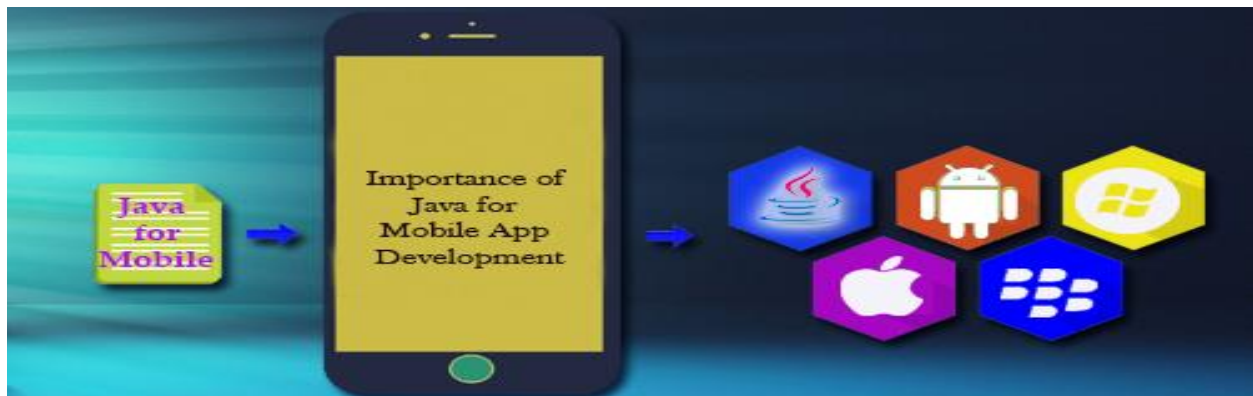 Java
for
Mobile
Importance of
Java for
Mobile App
Development